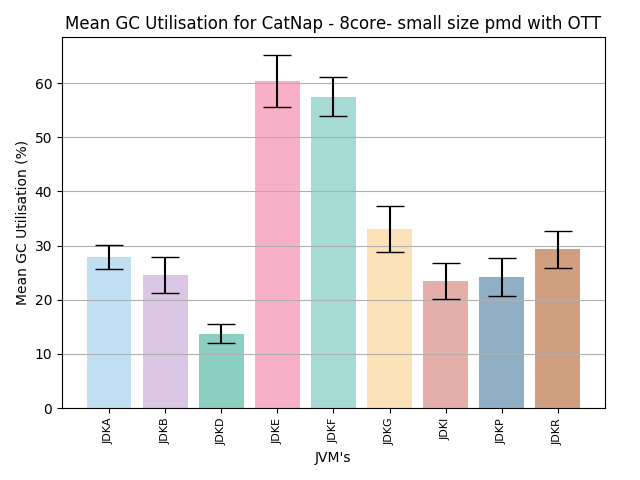 Mean GC Utilisation for CatNap - 8core- small size pmd with OTT
Mean GC Utilisation (%)
60
50
40
30
20
10
0
JDKA
JDKB
JDKD
JDKE
JDKF
JDKG
JDKI
JDKP
JDKR
JVM's